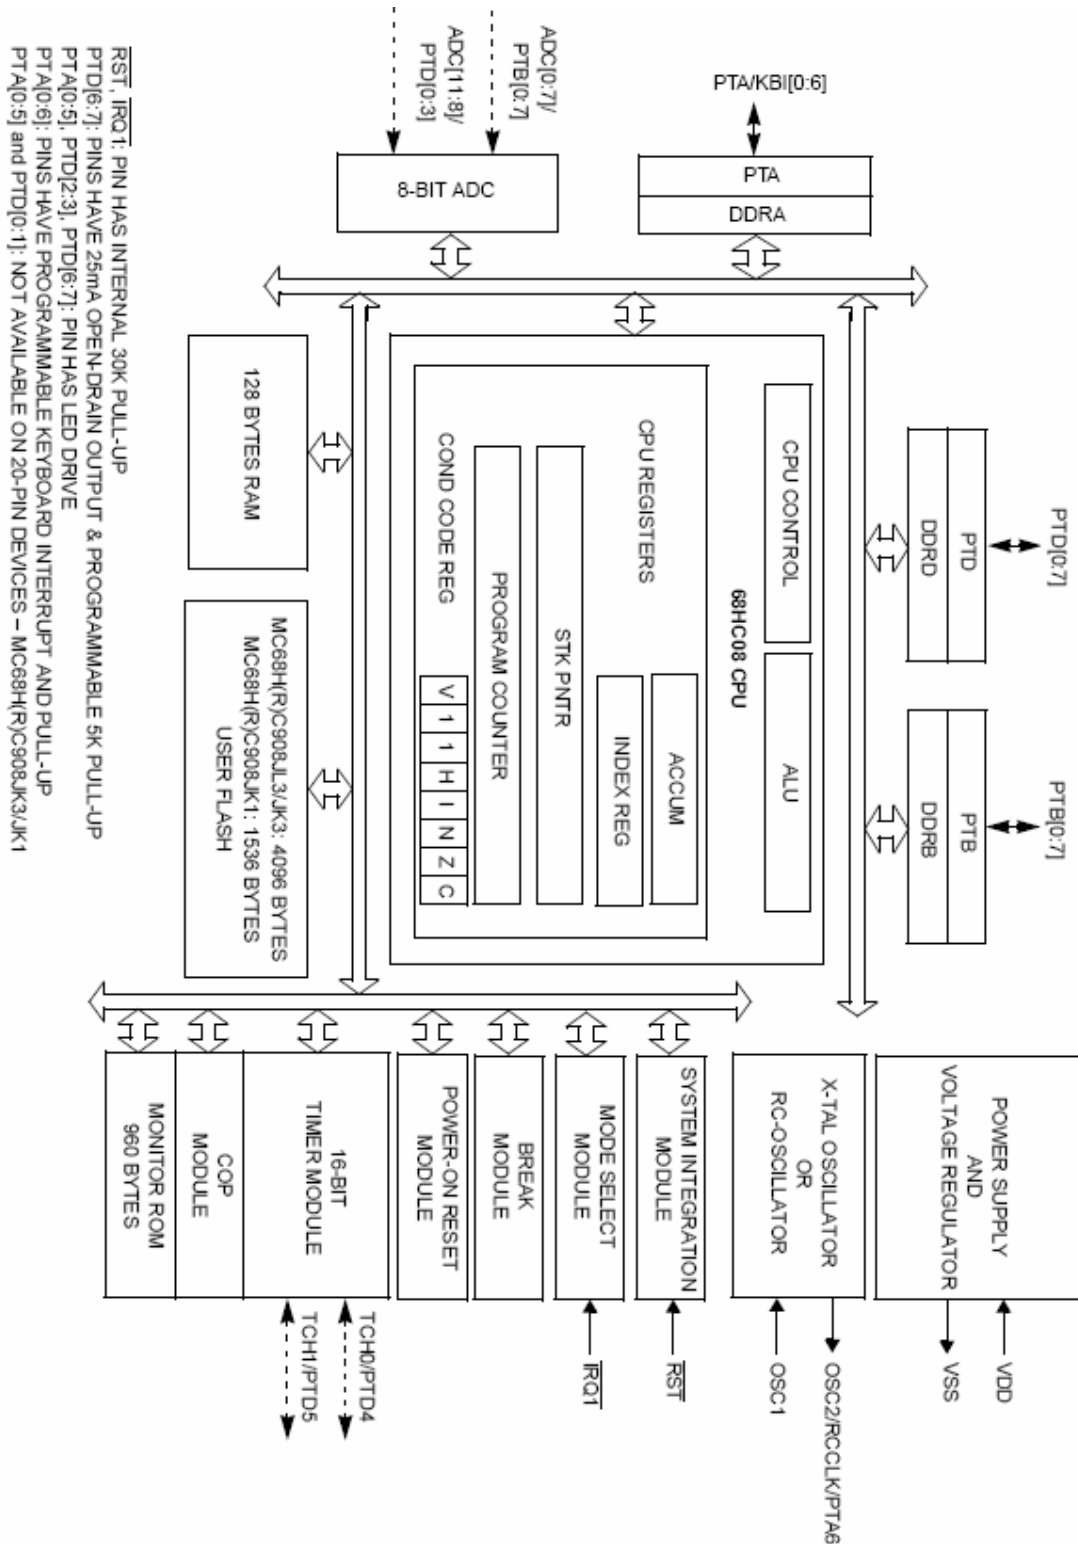 ADC[11:8]/
PTD[0:3]
ADC[0:7]/
PTB[0:7]
PTA/KBI[0:6]
8-BIT ADC
PTA
DDRA
128 BYTES RAM
MC68H(R)C908JL3/JK3: 4096 BYTES
MC68H(R)C908JK1: 1536 BYTES
USER FLASH
68HC08 CPU
CPU CONTROL
ALU
CPU REGISTERS
ACCUM
INDEX REG
STK PNTR
PROGRAM COUNTER
COND CODE REG
V 1 1 H I N Z C
DDRD
PTD
PTD[0:7]
DDRB
PTB
PTB[0:7]
MONITOR ROM
960 BYTES
COP
MODULE
16-BIT
TIMER MODULE
TCH0/PTD4
TCH1/PTD5
POWER-ON RESET
MODULE
BREAK
MODULE
MODE SELECT
MODULE
IRQ1
SYSTEM INTEGRATION
MODULE
RST
X-TAL OSCILLATOR
OR
RC-OSCILLATOR
OSC1
OSC2/RCCLK/PTA6
POWER SUPPLY
AND
VOLTAGE REGULATOR
VSS
VDD
RST, IRQ1: PIN HAS INTERNAL 30K PULL-UP
PTD[6:7]: PINS HAVE 25mA OPEN-DRAIN OUTPUT & PROGRAMMABLE 5K PULL-UP
PTA[0:5], PTD[2:3], PTD[6:7]: PIN HAS LED DRIVE
PTA[0:6]: PINS HAVE PROGRAMMABLE KEYBOARD INTERRUPT AND PULL-UP
PTA[0:5] and PTD[0:1]: NOT AVAILABLE ON 20-PIN DEVICES – MC68H(R)C908JK3/JK1